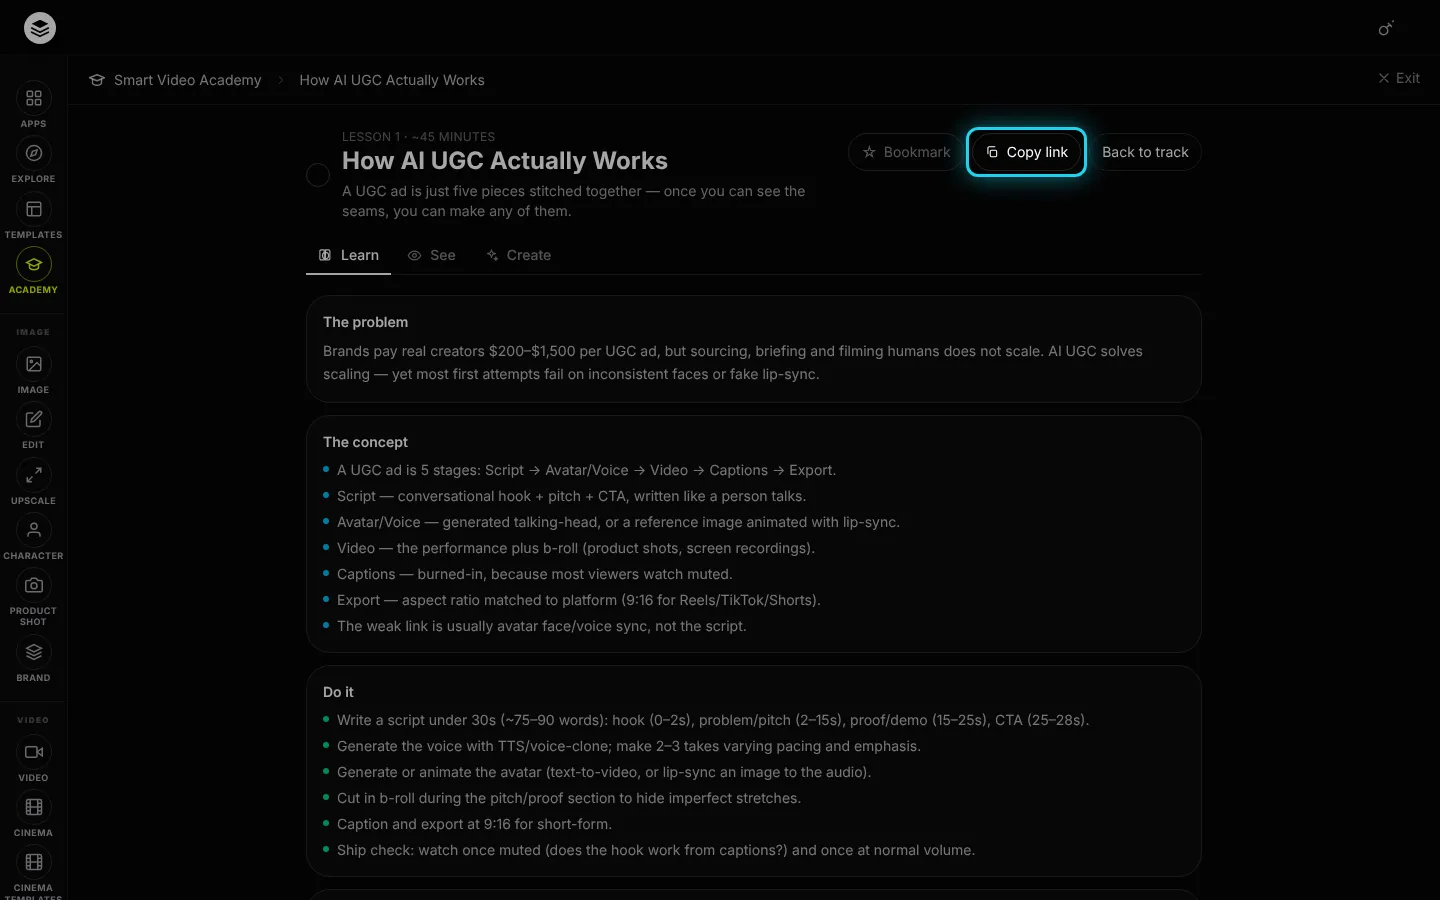 Smart Video Academy
How AI UGC Actually Works
Exit
APPS
EXPLORE
TEMPLATES
ACADEMY
IMAGE
IMAGE
EDIT
UPSCALE
CHARACTER
PRODUCT
SHOT
BRAND
VIDEO
VIDEO
CINEMA
CINEMA
TEMPLATES
LESSON 1 · ~45 MINUTES
How AI UGC Actually Works
A UGC ad is just five pieces stitched together — once you can see the
seams, you can make any of them.
Bookmark
Copy link
Back to track
Learn
See
Create
The problem
Brands pay real creators $200–$1,500 per UGC ad, but sourcing, briefing and filming humans does not scale. AI UGC solves
scaling — yet most first attempts fail on inconsistent faces or fake lip-sync.
The concept
A UGC ad is 5 stages: Script → Avatar/Voice → Video → Captions → Export.
Script — conversational hook + pitch + CTA, written like a person talks.
Avatar/Voice — generated talking-head, or a reference image animated with lip-sync.
Video — the performance plus b-roll (product shots, screen recordings).
Captions — burned-in, because most viewers watch muted.
Export — aspect ratio matched to platform (9:16 for Reels/TikTok/Shorts).
The weak link is usually avatar face/voice sync, not the script.
Do it
Write a script under 30s (~75–90 words): hook (0–2s), problem/pitch (2–15s), proof/demo (15–25s), CTA (25–28s).
Generate the voice with TTS/voice-clone; make 2–3 takes varying pacing and emphasis.
Generate or animate the avatar (text-to-video, or lip-sync an image to the audio).
Cut in b-roll during the pitch/proof section to hide imperfect stretches.
Caption and export at 9:16 for short-form.
Ship check: watch once muted (does the hook work from captions?) and once at normal volume.